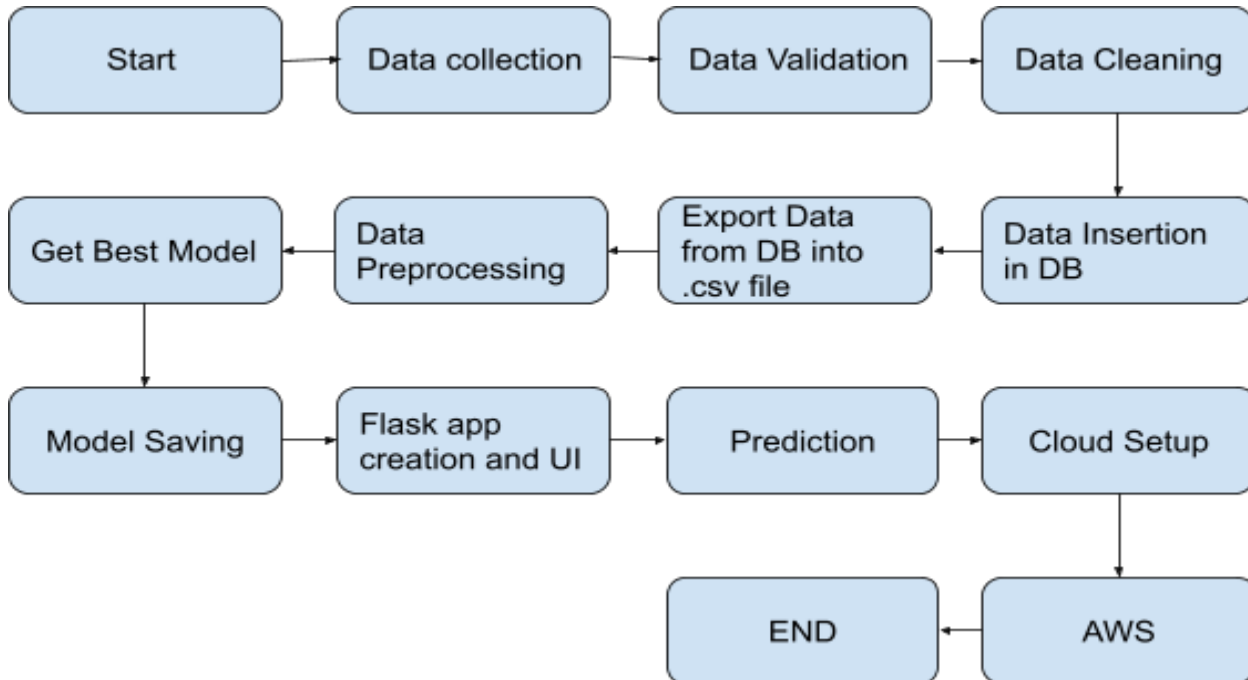 Start
Data collection
Data Validation
Data Cleaning
Data Insertion
in DB
Export Data
from DB into
.csv file
Data
Preprocessing
Get Best Model
Model Saving
Flask app
creation and UI
Prediction
Cloud Setup
AWS
END